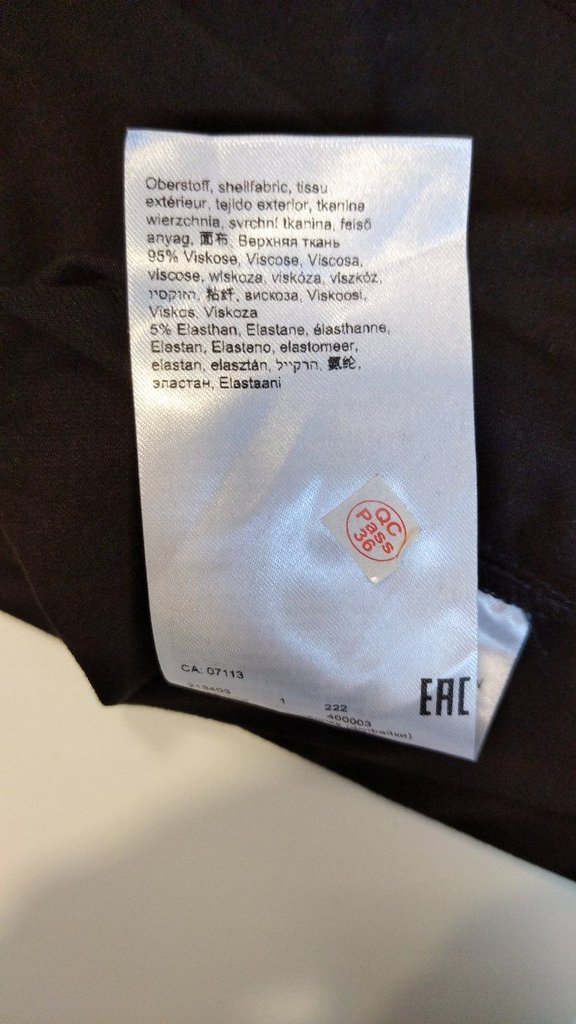 Oberstoff, shellfabric, tissu
extérieur, tejido exterior, tkanina
wierzchnia, svrchní tkanina, felső
anyag, 面布, Верхняя ткань
95% Viskose, Viscose, Viscosa,
viscose, wiskoza, viskóza, viszkóz,
粘纤, вискоза, Viskoosi,
Viskos, Viskoza
5% Elasthan, Elastane, élasthanne,
Elastan, Elastano, elastomeer,
elastan, elasztán, הרקייל, 氨纶,
эластан, Elastaani
QC
Pass
36
CA: 07113
1 222
400003
EAC